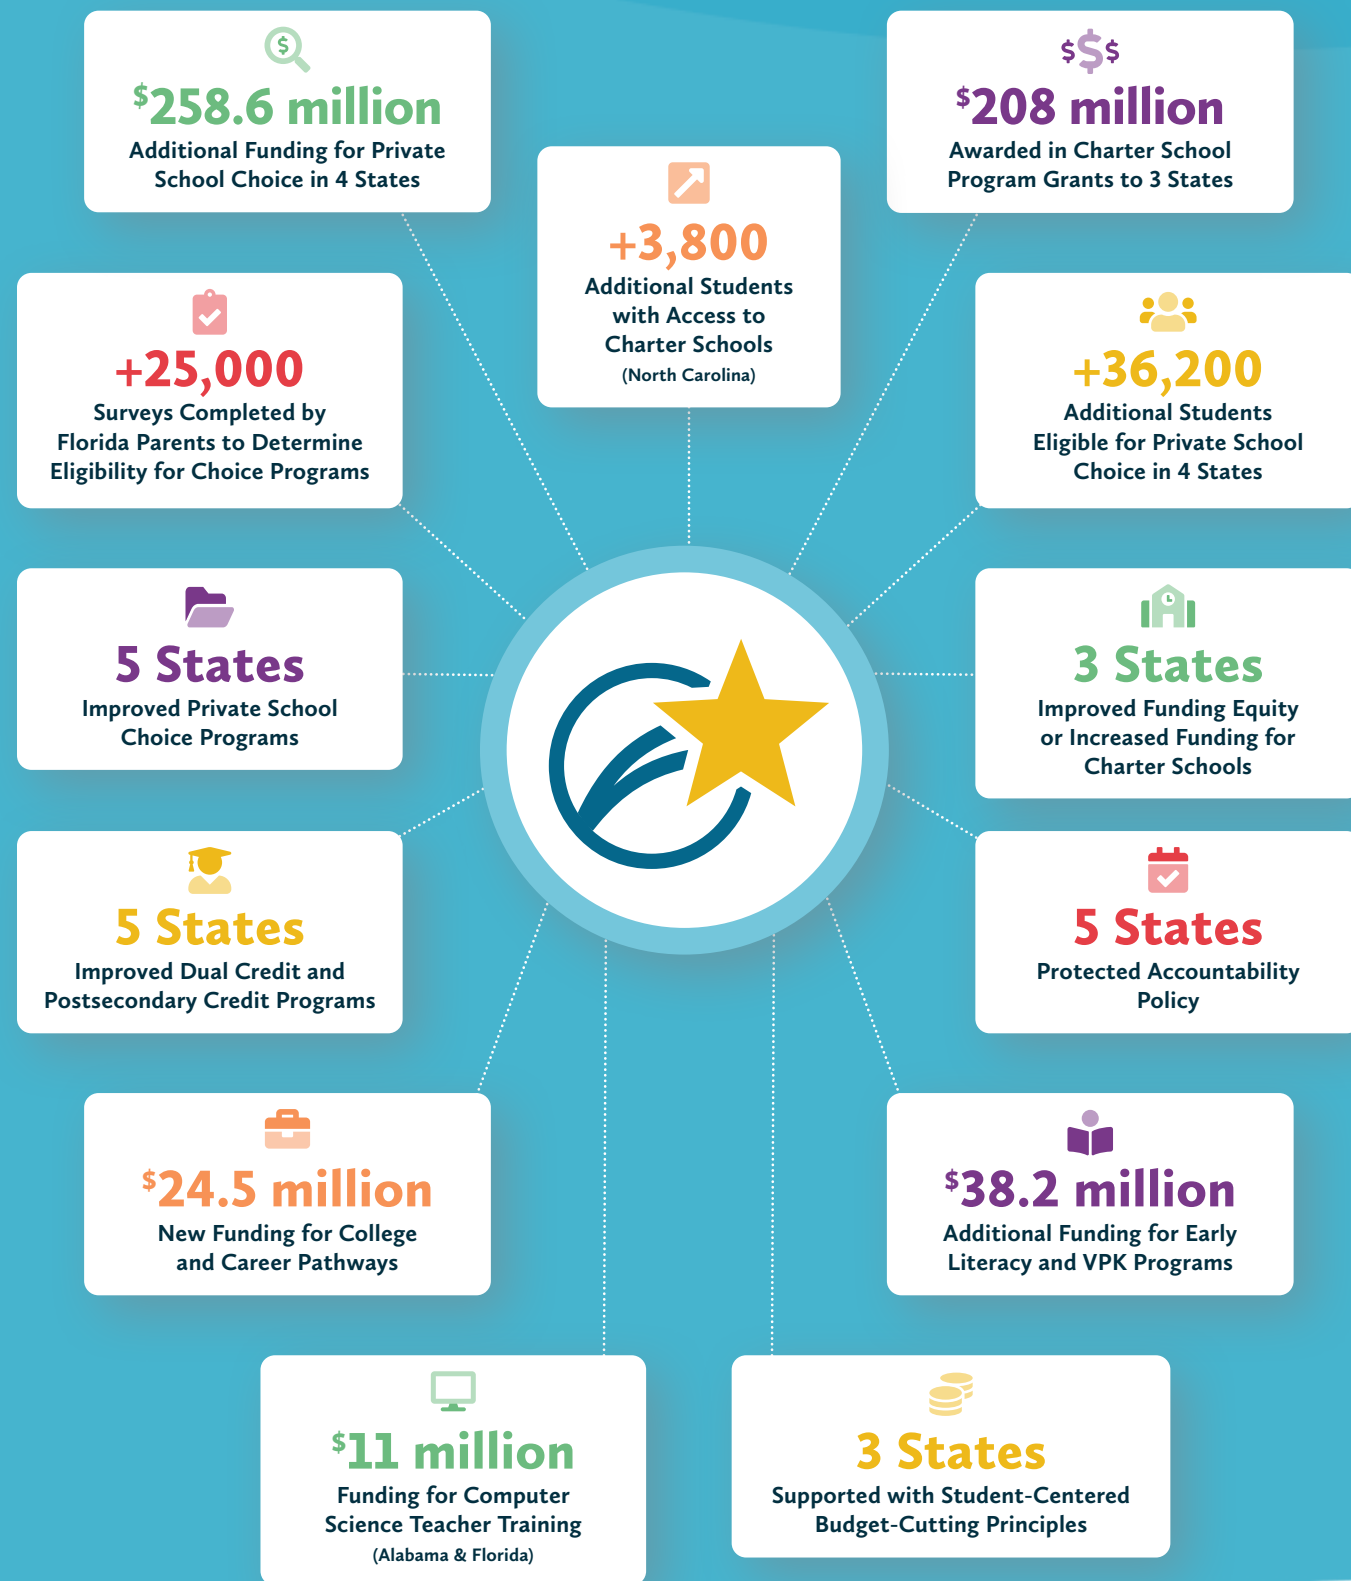 $258.6 million
Additional Funding for Private
School Choice in 4 States
$208 million
Awarded in Charter School
Program Grants to 3 States
+3,800
Additional Students
with Access to
Charter Schools
(North Carolina)
+25,000
Surveys Completed by
Florida Parents to Determine
Eligibility for Choice Programs
+36,200
Additional Students
Eligible for Private School
Choice in 4 States
5 States
Improved Private School
Choice Programs
3 States
Improved Funding Equity
or Increased Funding for
Charter Schools
5 States
Improved Dual Credit and
Postsecondary Credit Programs
5 States
Protected Accountability
Policy
$24.5 million
New Funding for College
and Career Pathways
$38.2 million
Additional Funding for Early
Literacy and VPK Programs
$11 million
Funding for Computer
Science Teacher Training
(Alabama & Florida)
3 States
Supported with Student-Centered
Budget-Cutting Principles